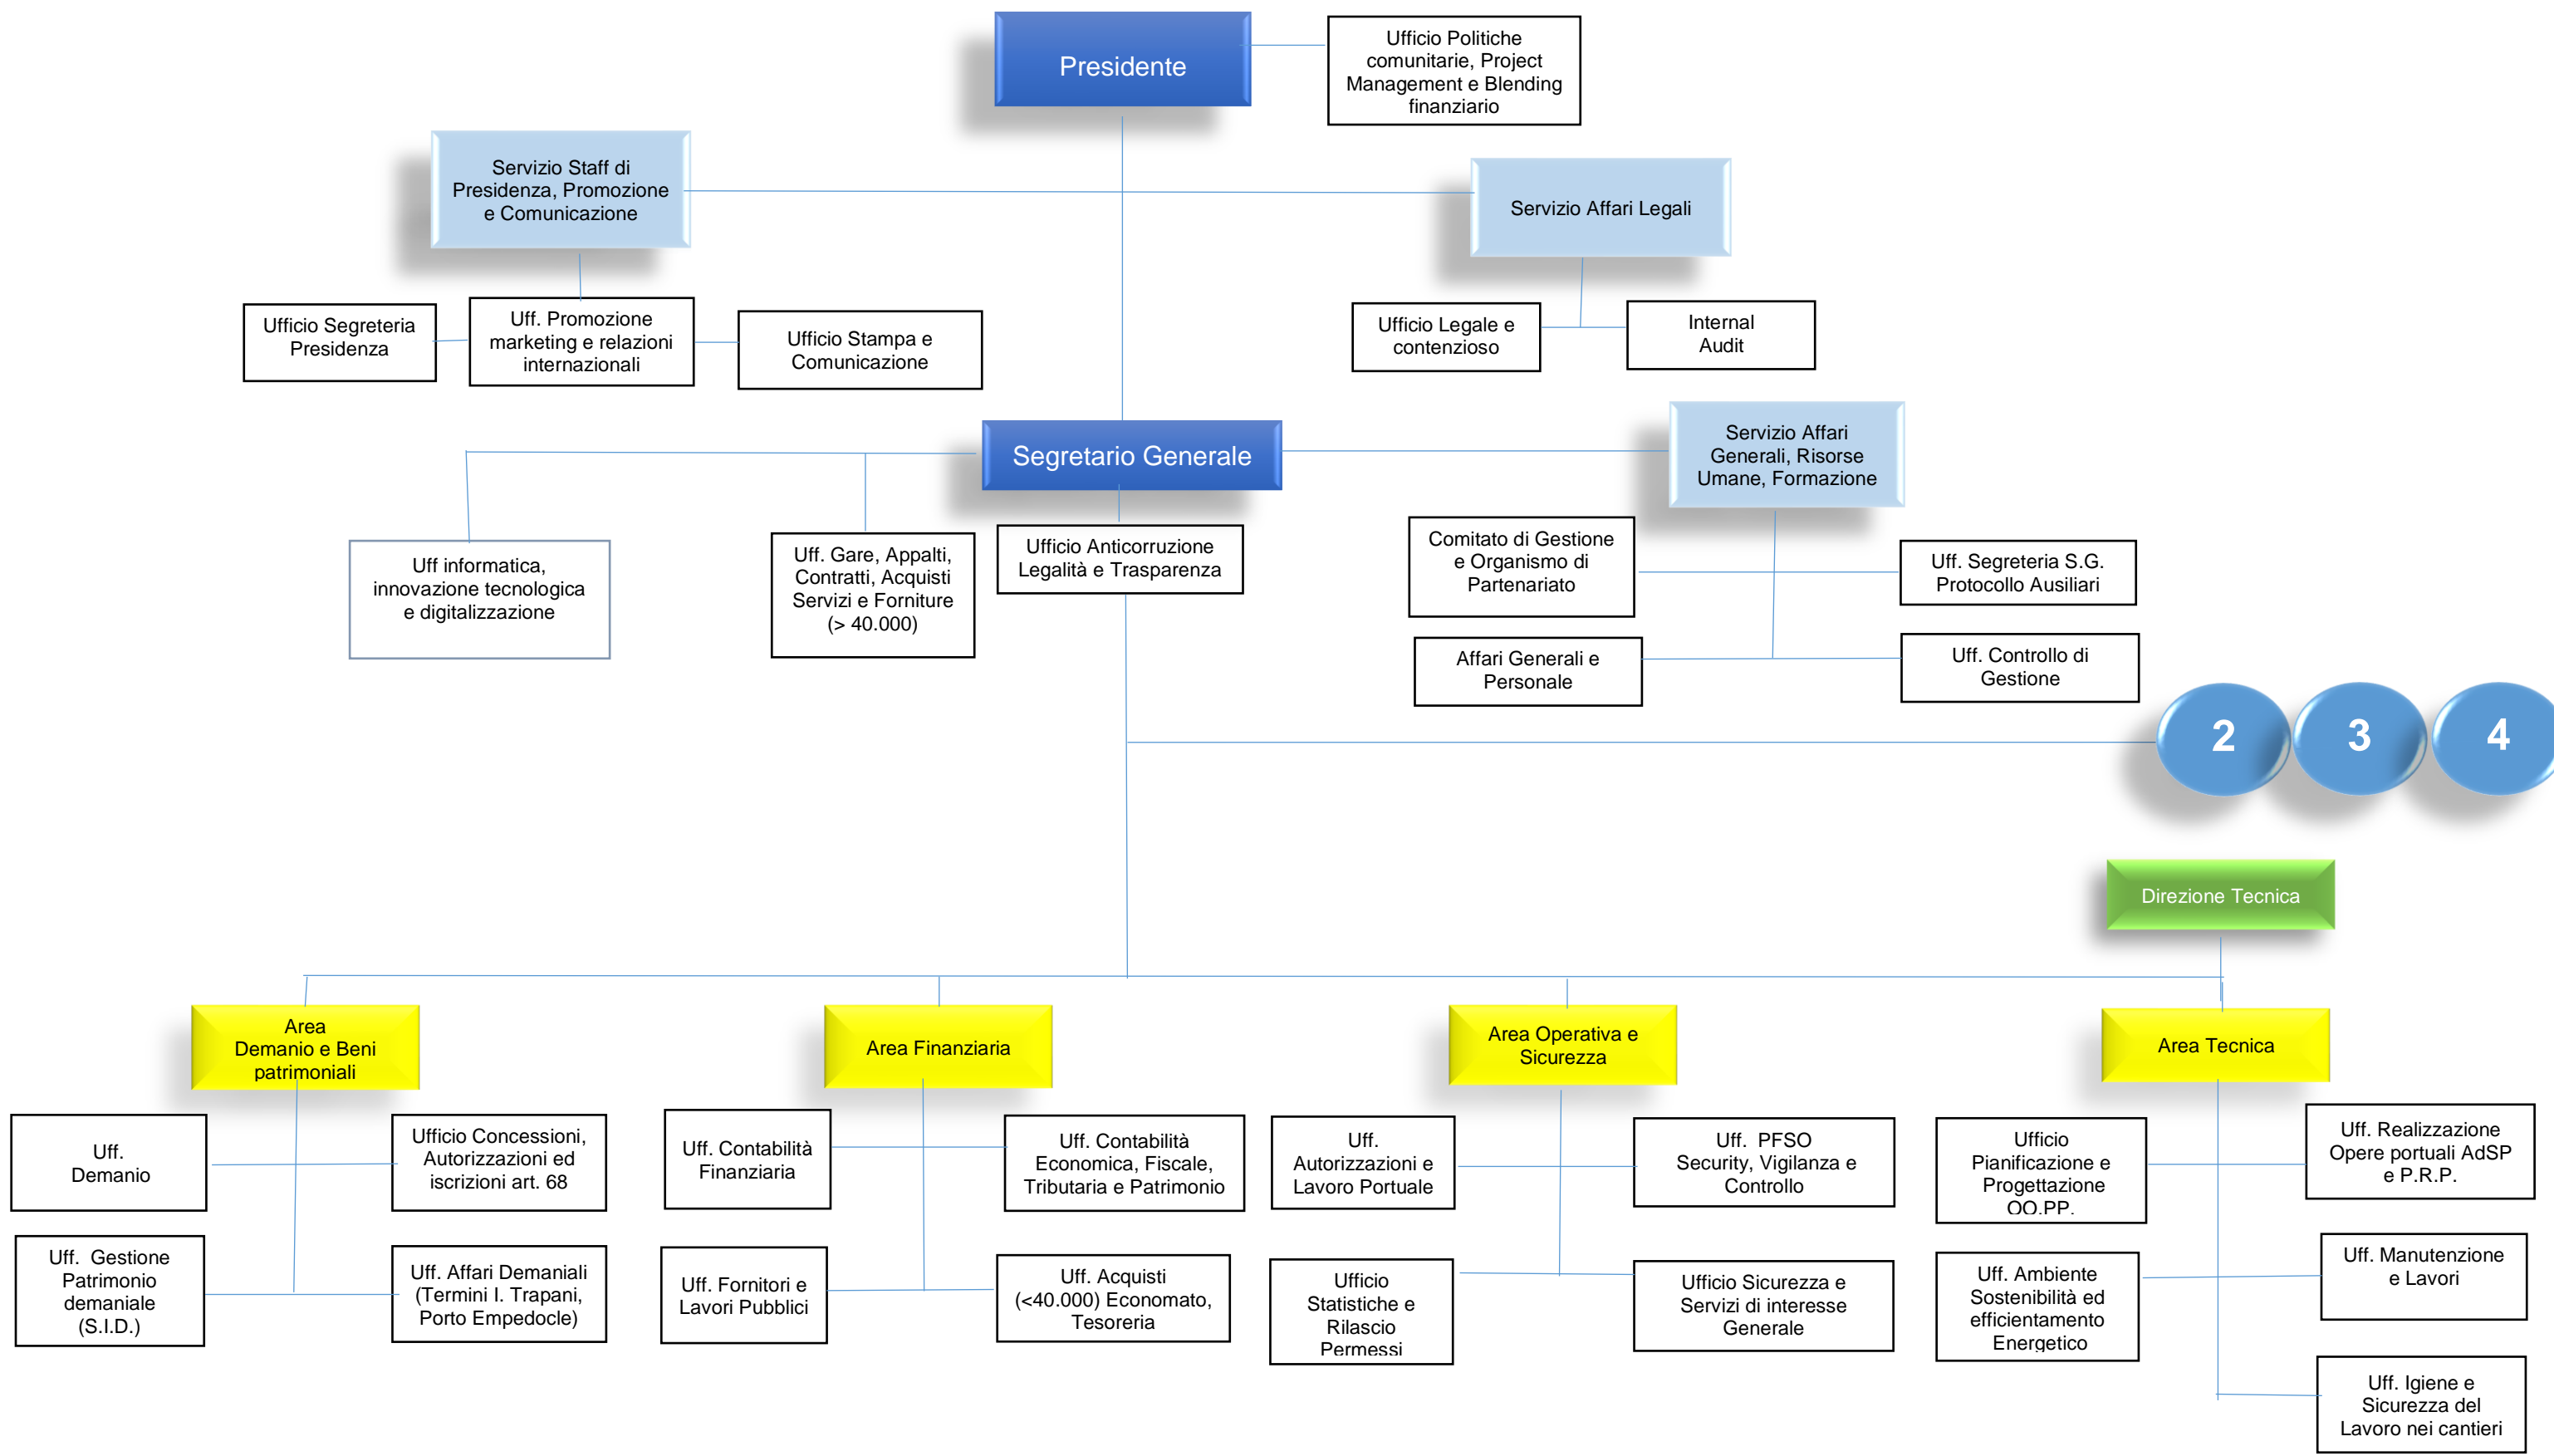 Presidente
Ufficio Politiche
comunitarie, Project
Management e Blending
finanziario
Servizio Staff di
Presidenza, Promozione
e Comunicazione
Servizio Affari Legali
Ufficio Segreteria
Presidenza
Uff. Promozione
marketing e relazioni
internazionali
Ufficio Stampa e
Comunicazione
Ufficio Legale e
contenzioso
Internal
Audit
Segretario Generale
Servizio Affari
Generali, Risorse
Umane, Formazione
Uff informatica,
innovazione tecnologica
e digitalizzazione
Uff. Gare, Appalti,
Contratti, Acquisti
Servizi e Forniture
(> 40.000)
Ufficio Anticorruzione
Legalità e Trasparenza
Comitato di Gestione
e Organismo di
Partenariato
Uff. Segreteria S.G.
Protocollo Ausiliari
Affari Generali e
Personale
Uff. Controllo di
Gestione
2
3
4
Direzione Tecnica
Area
Demanio e Beni
patrimoniali
Area Finanziaria
Area Operativa e
Sicurezza
Area Tecnica
Uff.
Demanio
Ufficio Concessioni,
Autorizzazioni ed
iscrizioni art. 68
Uff. Contabilità
Finanziaria
Uff. Contabilità
Economica, Fiscale,
Tributaria e Patrimonio
Uff.
Autorizzazioni e
Lavoro Portuale
Uff. PFSO
Security, Vigilanza e
Controllo
Ufficio
Pianificazione e
Progettazione
OO.PP.
Uff. Realizzazione
Opere portuali AdSP
e P.R.P.
Uff. Gestione
Patrimonio
demaniale
(S.I.D.)
Uff. Affari Demaniali
(Termini I. Trapani,
Porto Empedocle)
Uff. Fornitori e
Lavori Pubblici
Uff. Acquisti
(<40.000) Economato,
Tesoreria
Ufficio
Statistiche e
Rilascio
Permessi
Ufficio Sicurezza e
Servizi di interesse
Generale
Uff. Ambiente
Sostenibilità ed
efficientamento
Energetico
Uff. Manutenzione
e Lavori
Uff. Igiene e
Sicurezza del
Lavoro nei cantieri